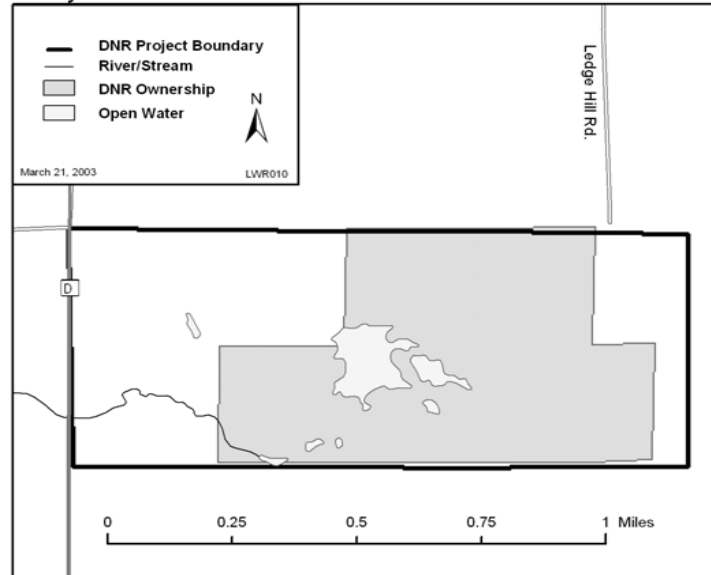 DNR Project Boundary
River/Stream
DNR Ownership
Open Water
N
March 21, 2003 LWR010
Ledge Hill Rd.
D
0 0.25 0.5 0.75 1 Miles